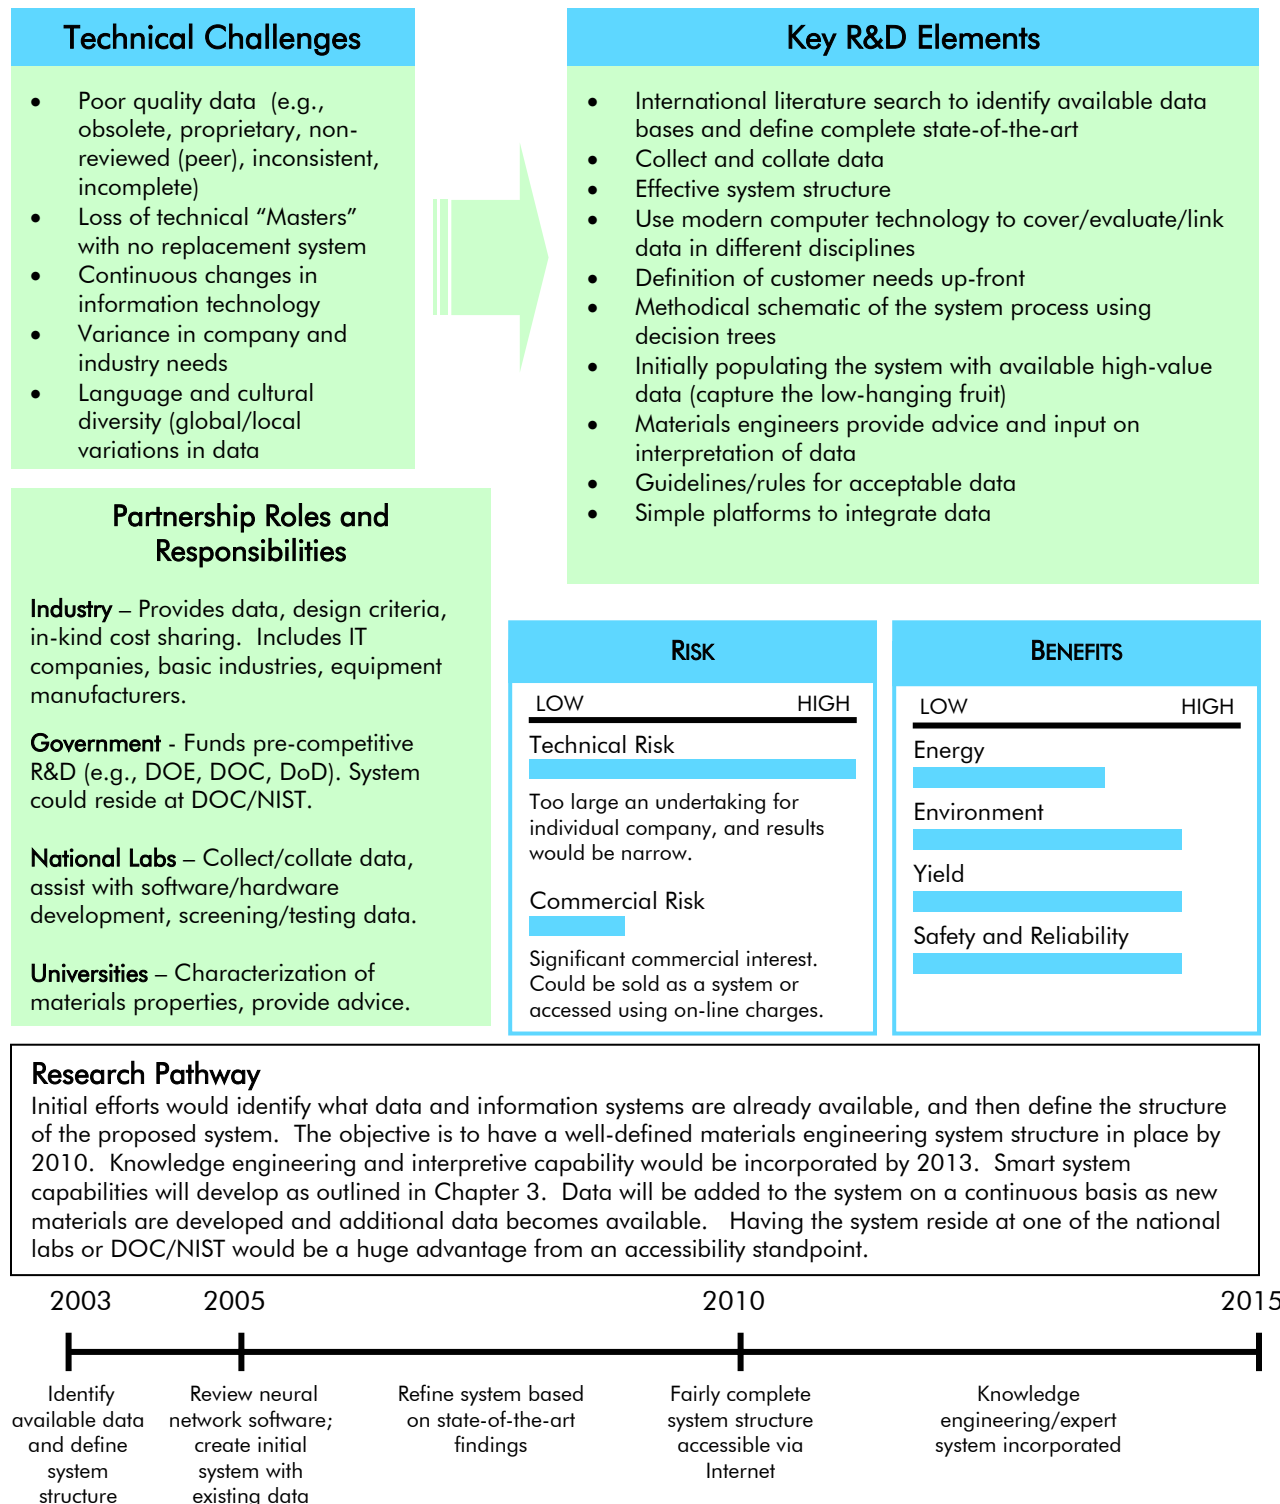 Technical Challenges
• Poor quality data (e.g.,
obsolete, proprietary, non-
reviewed (peer), inconsistent,
incomplete)
• Loss of technical “Masters”
with no replacement system
• Continuous changes in
information technology
• Variance in company and
industry needs
• Language and cultural
diversity (global/local
variations in data
Key R&D Elements
• International literature search to identify available data
bases and define complete state-of-the-art
• Collect and collate data
• Effective system structure
• Use modern computer technology to cover/evaluate/link
data in different disciplines
• Definition of customer needs up-front
• Methodical schematic of the system process using
decision trees
• Initially populating the system with available high-value
data (capture the low-hanging fruit)
• Materials engineers provide advice and input on
interpretation of data
• Guidelines/rules for acceptable data
• Simple platforms to integrate data
Partnership Roles and
Responsibilities
Industry – Provides data, design criteria,
in-kind cost sharing. Includes IT
companies, basic industries, equipment
manufacturers.
Government - Funds pre-competitive
R&D (e.g., DOE, DOC, DoD). System
could reside at DOC/NIST.
National Labs – Collect/collate data,
assist with software/hardware
development, screening/testing data.
Universities – Characterization of
materials properties, provide advice.
RISK
LOW HIGH
Technical Risk
Too large an undertaking for
individual company, and results
would be narrow.
Commercial Risk
Significant commercial interest.
Could be sold as a system or
accessed using on-line charges.
BENEFITS
LOW HIGH
Energy
Environment
Yield
Safety and Reliability
Research Pathway
Initial efforts would identify what data and information systems are already available, and then define the structure
of the proposed system. The objective is to have a well-defined materials engineering system structure in place by
2010. Knowledge engineering and interpretive capability would be incorporated by 2013. Smart system
capabilities will develop as outlined in Chapter 3. Data will be added to the system on a continuous basis as new
materials are developed and additional data becomes available. Having the system reside at one of the national
labs or DOC/NIST would be a huge advantage from an accessibility standpoint.
2003 2005 2010 2015
Identify
available data
and define
system
structure
Review neural
network software;
create initial
system with
existing data
Refine system based
on state-of-the-art
findings
Fairly complete
system structure
accessible via
Internet
Knowledge
engineering/expert
system incorporated